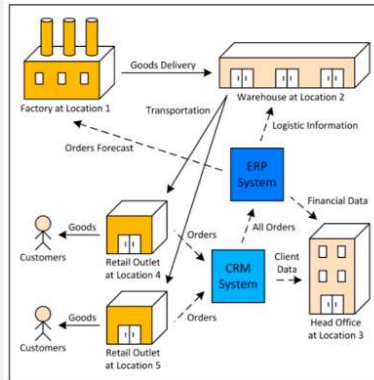 Goods Delivery
Factory at Location 1
Warehouse at Location 2
Transportation
Logistic Information
Orders Forecast
ERP
System
Financial Data
All Orders
Goods
Orders
Customers
Retail Outlet
at Location 4
CRM
System
Client
Data
Goods
Orders
Head Office
at Location 3
Customers
Retail Outlet
at Location 5